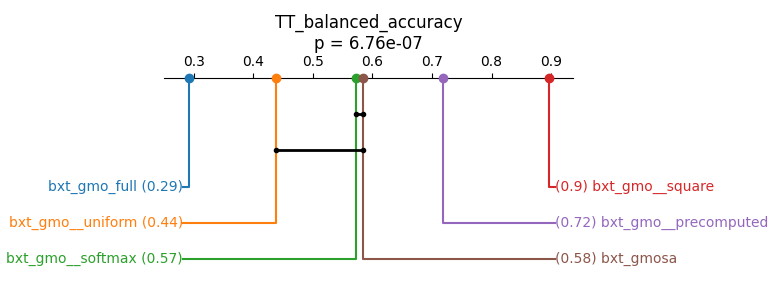 TT_balanced_accuracy
p = 6.76e-07
0.3 0.4 0.5 0.6 0.7 0.8 0.9
bxt_gmo_full (0.29)
(0.9) bxt_gmo__square
bxt_gmo__uniform (0.44)
(0.72) bxt_gmo__precomputed
bxt_gmo__softmax (0.57)
(0.58) bxt_gmosa